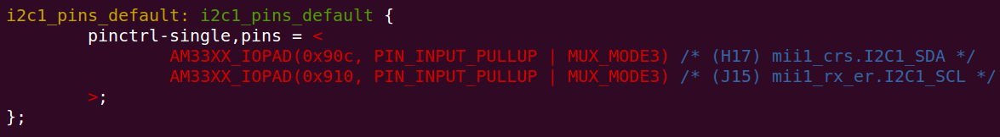 i2c1_pins_default: i2c1_pins_default {
pinctrl-single,pins = <
AM33XX_IOPAD(0x90c, PIN_INPUT_PULLUP | MUX_MODE3) /* (H17) mii1_crs.I2C1_SDA */
AM33XX_IOPAD(0x910, PIN_INPUT_PULLUP | MUX_MODE3) /* (J15) mii1_rx_er.I2C1_SCL */
>;
};